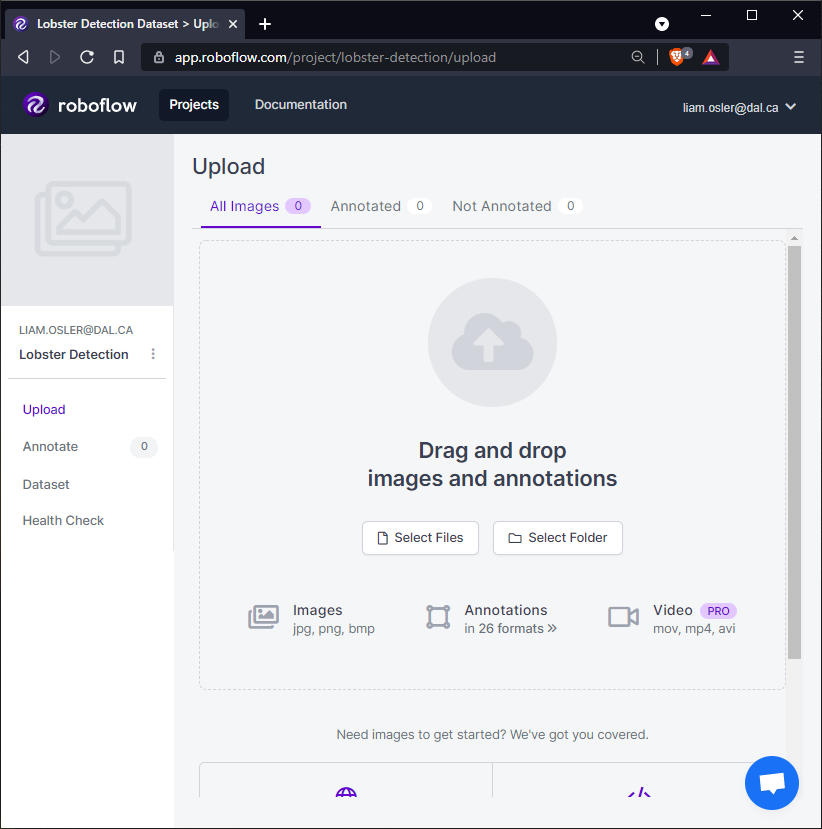 Lobster Detection Dataset > Uplo
app.roboflow.com/project/lobster-detection/upload
4
roboflow
Projects
Documentation
liam.osler@dal.ca
LIAM.OSLER@DAL.CA
Lobster Detection
Upload
Annotate 0
Dataset
Health Check
Upload
All Images 0
Annotated 0
Not Annotated 0
Drag and drop
images and annotations
Select Files
Select Folder
Images
jpg, png, bmp
Annotations
in 26 formats »
Video PRO
mov, mp4, avi
Need images to get started? We've got you covered.